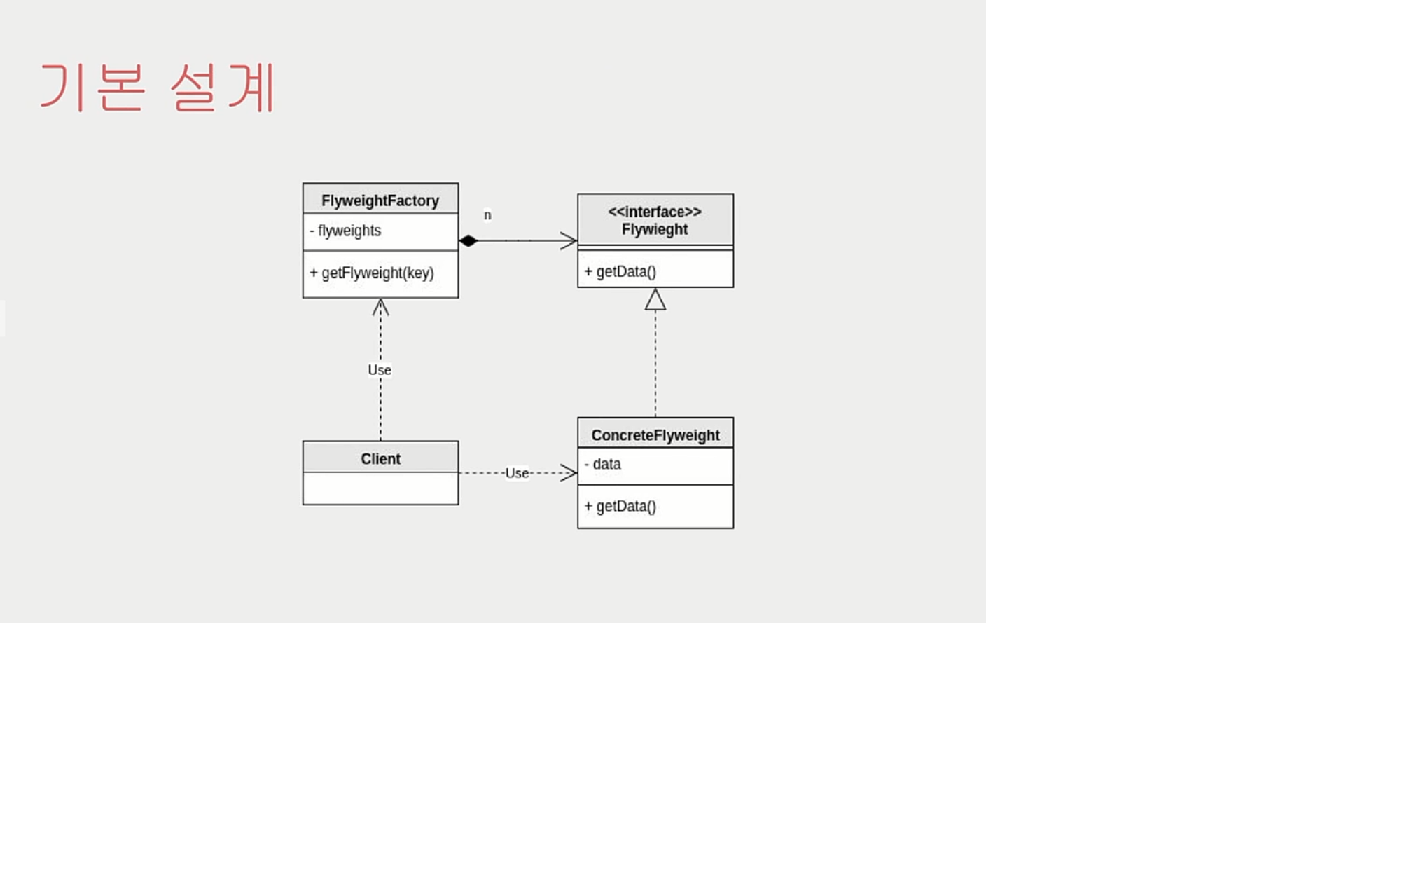 기본 설계
FlyweightFactory
- flyweights
+ getFlyweight(key)
n
<<interface>>
Flywieght
+ getData()
Use
Client
Use
ConcreteFlyweight
- data
+ getData()